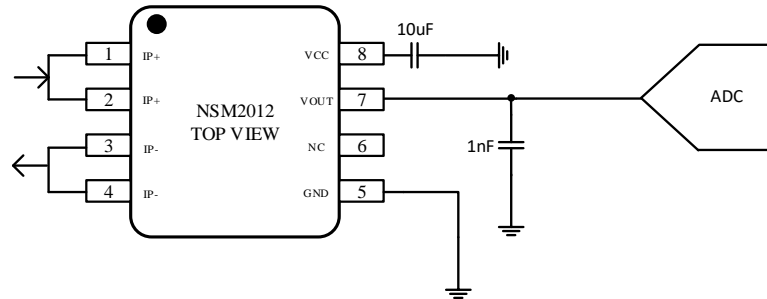 10uF
1 IP+ VCC 8
2 IP+ VOUT 7 ADC
NSM2012
TOP VIEW
3 IP- NC 6 1nF
4 IP- GND 5